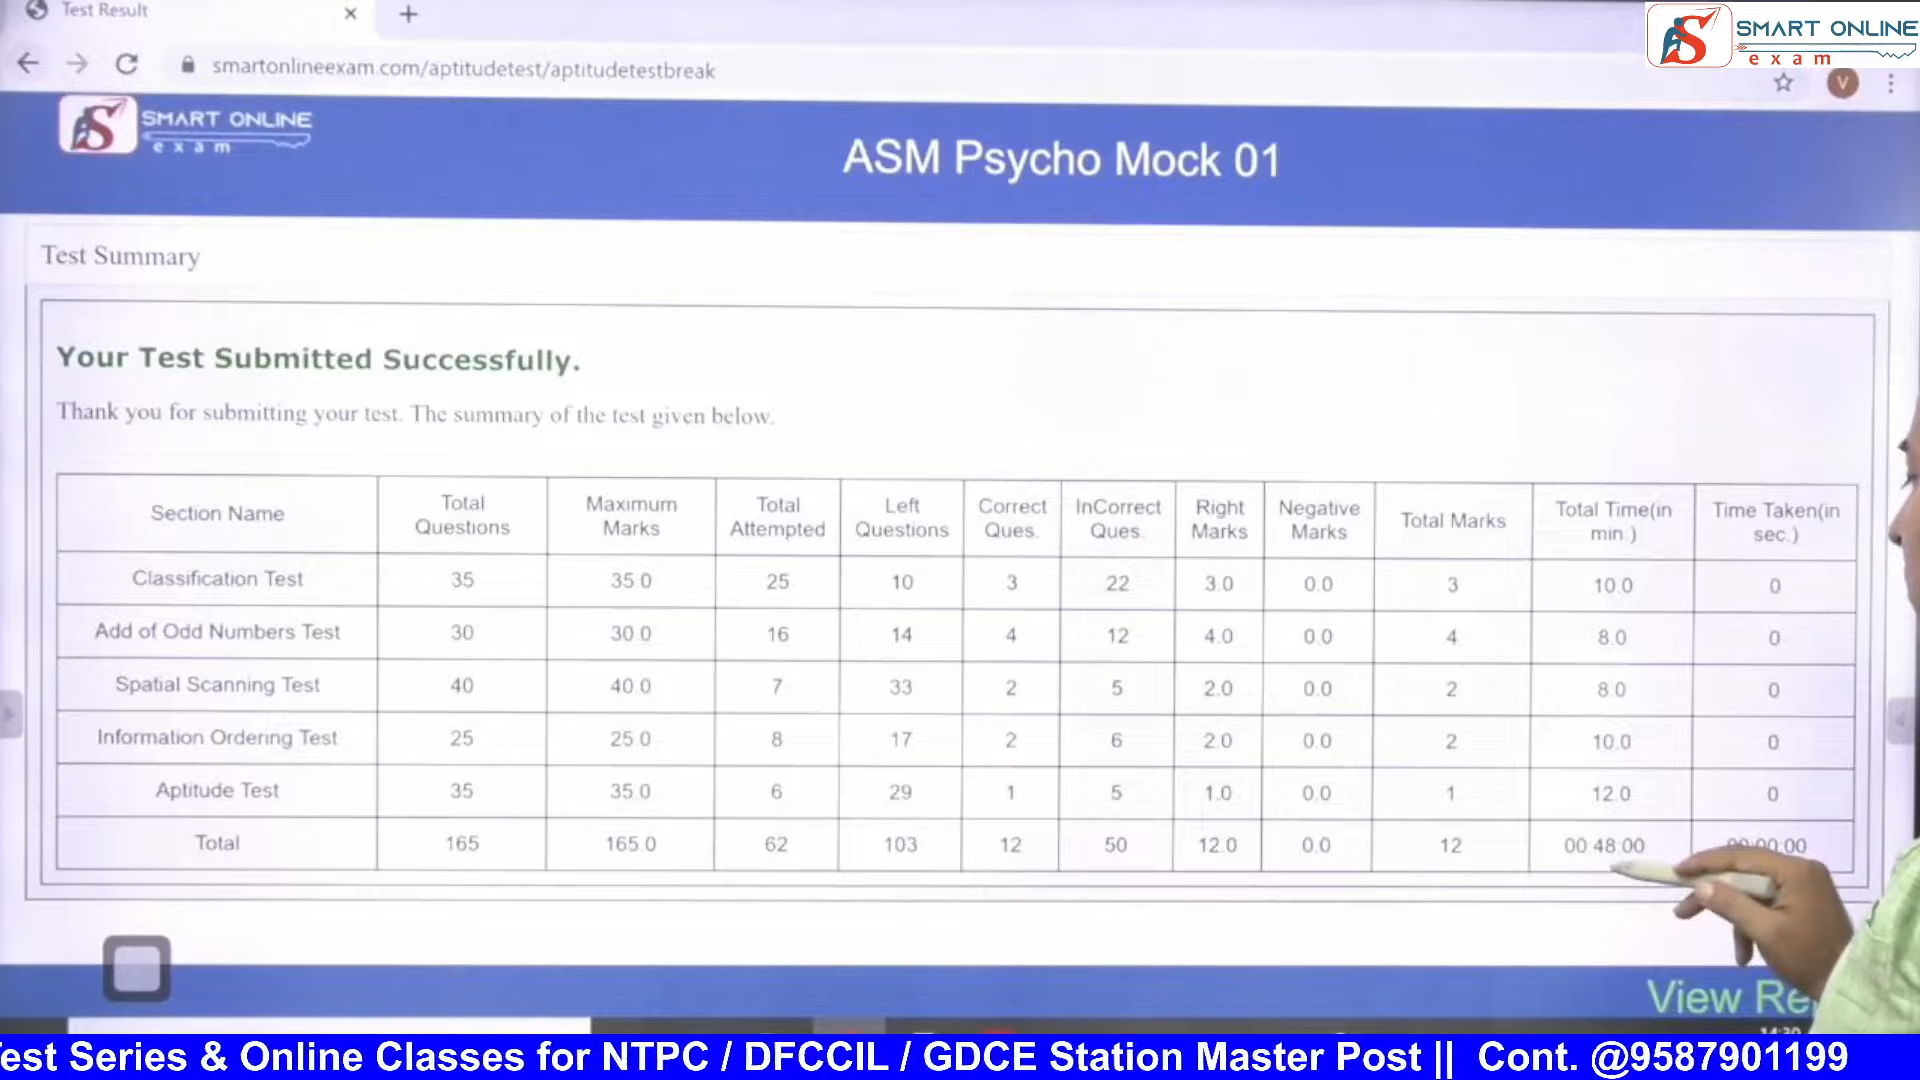 Test Result
smartonlineexam.com/aptitudetest/aptitudetestbreak
V
SMART ONLINE
exam
SMART ONLINE
exam
ASM Psycho Mock 01
Test Summary
Your Test Submitted Successfully.
Thank you for submitting your test. The summary of the test given below.
Section Name Total Questions Maximum Marks Total Attempted Left Questions Correct Ques. InCorrect Ques. Right Marks Negative Marks Total Marks Total Time(in min.) Time Taken(in sec.)
Classification Test 35 35.0 25 10 3 22 3.0 0.0 3 10.0 0
Add of Odd Numbers Test 30 30.0 16 14 4 12 4.0 0.0 4 8.0 0
Spatial Scanning Test 40 40.0 7 33 2 5 2.0 0.0 2 8.0 0
Information Ordering Test 25 25.0 8 17 2 6 2.0 0.0 2 10.0 0
Aptitude Test 35 35.0 6 29 1 5 1.0 0.0 1 12.0 0
Total 165 165.0 62 103 12 50 12.0 0.0 12 00:48:00 00:00:00
View
est Series & Online Classes for NTPC / DFCCIL / GDCE Station Master Post || Cont. @9587901199